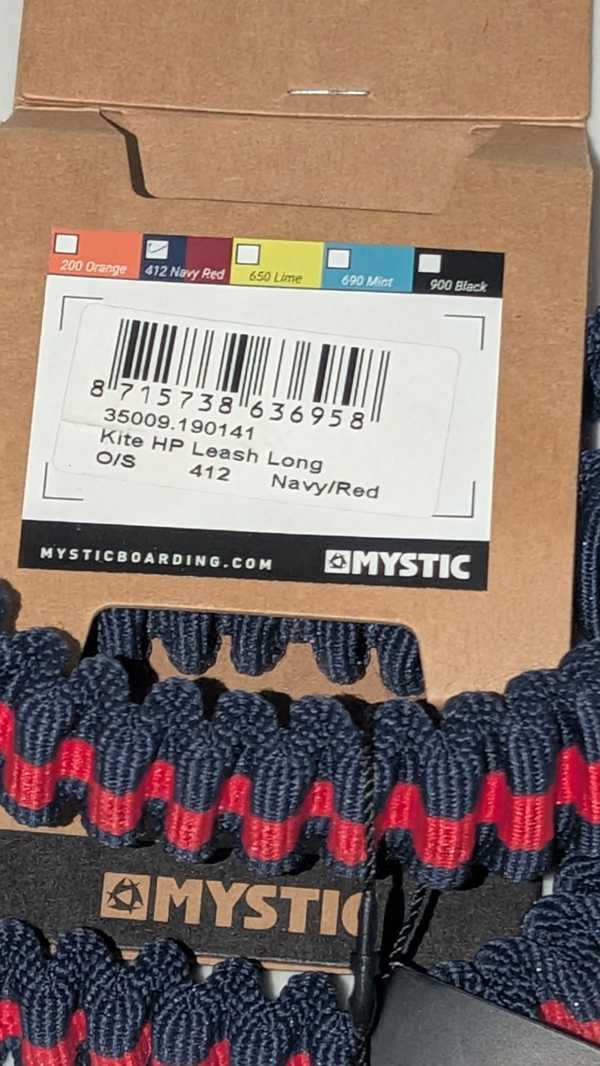 200 Orange
412 Navy Red
650 Lime
690 Mint
900 Black
8 715738 636958
35009.190141
Kite HP Leash Long
O/S 412 Navy/Red
MYSTICBOARDING.COM
MYSTIC
MYSTIC